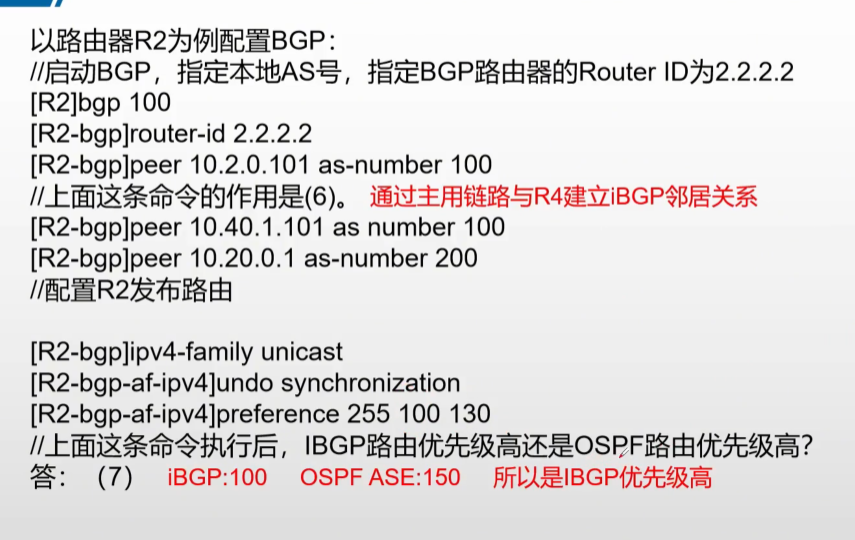 以路由器R2为例配置BGP：
//启动BGP，指定本地AS号，指定BGP路由器的Router ID为2.2.2.2
[R2]bgp 100
[R2-bgp]router-id 2.2.2.2
[R2-bgp]peer 10.2.0.101 as-number 100
//上面这条命令的作用是(6)。 通过主用链路与R4建立iBGP邻居关系
[R2-bgp]peer 10.40.1.101 as number 100
[R2-bgp]peer 10.20.0.1 as-number 200
//配置R2发布路由
[R2-bgp]ipv4-family unicast
[R2-bgp-af-ipv4]undo synchronization
[R2-bgp-af-ipv4]preference 255 100 130
//上面这条命令执行后，IBGP路由优先级高还是OSPF路由优先级高？
答：（7） iBGP:100 OSPF ASE:150 所以是IBGP优先级高